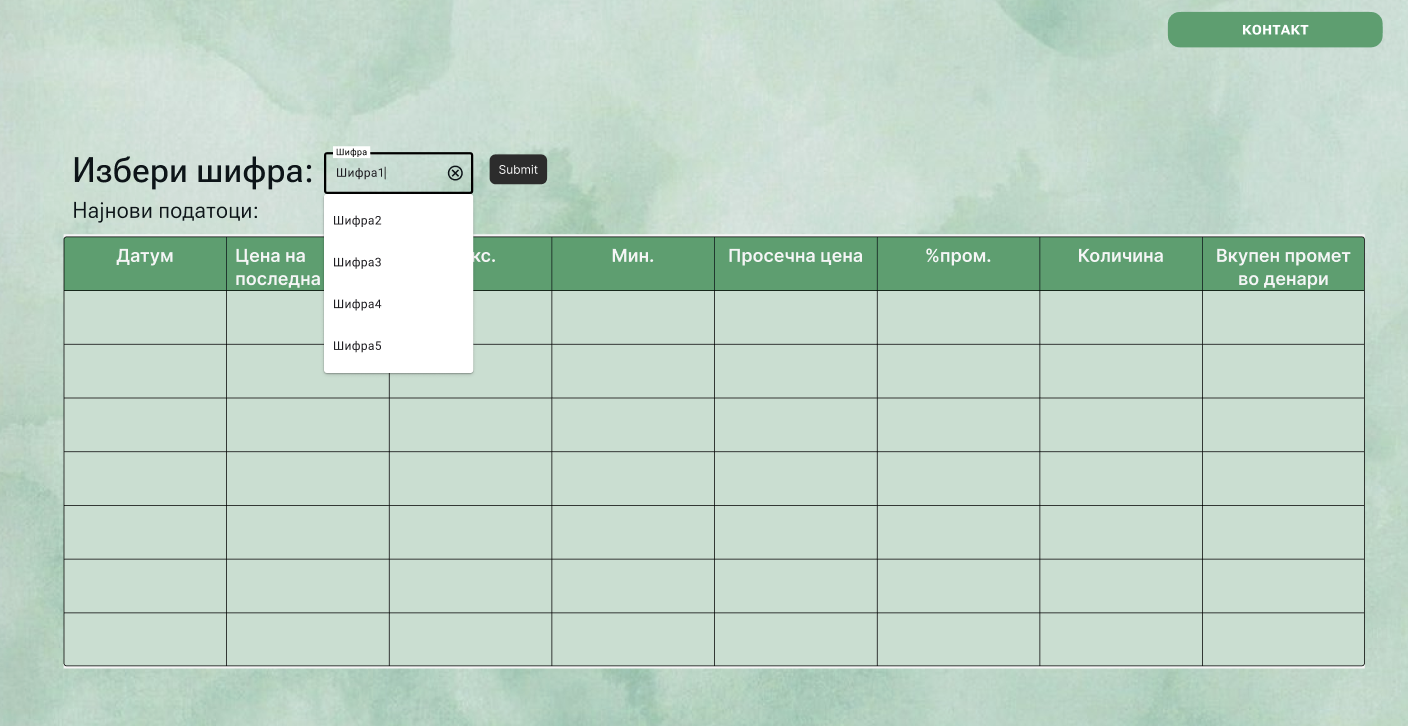 КОНТАКТ
Шифра
Избери шифра:
Шифра1
Submit
Најнови податоци:
Шифра2
Шифра3
Шифра4
Шифра5
Датум
Цена на
последна
кс.
Мин.
Просечна цена
%пром.
Количина
Вкупен промет
во денари